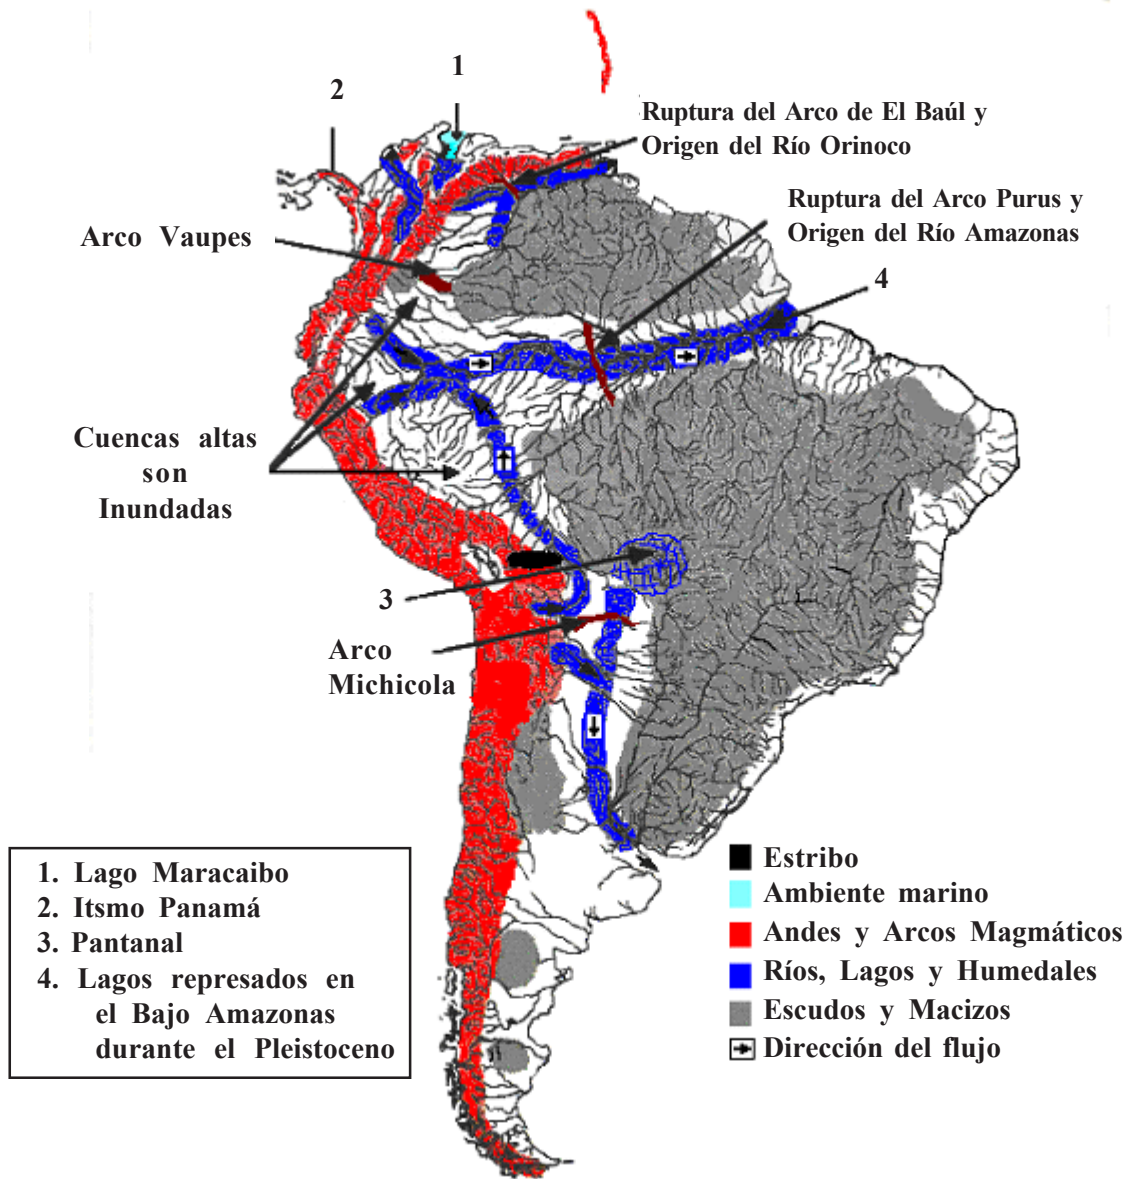 1
2
Ruptura del Arco de El Baúl y
Origen del Río Orinoco
Ruptura del Arco Purus y
Origen del Río Amazonas
Arco Vaupes
4
Cuencas altas
son
Inundadas
3
Arco
Michicola
1. Lago Maracaibo
2. Itsmo Panamá
3. Pantanal
4. Lagos represados en
el Bajo Amazonas
durante el Pleistoceno
Estribo
Ambiente marino
Andes y Arcos Magmáticos
Ríos, Lagos y Humedales
Escudos y Macizos
Dirección del flujo